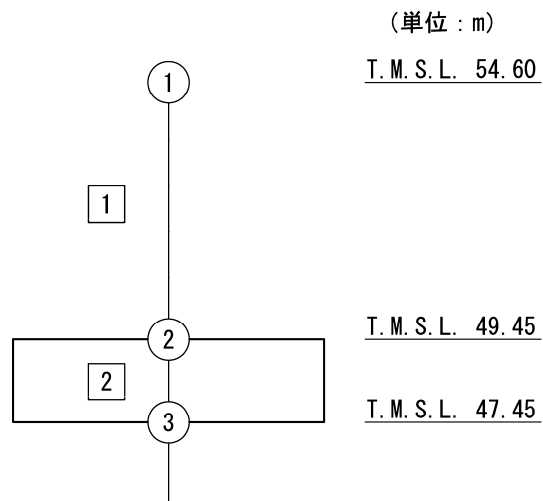 (単位：m)
① T.M.S.L. 54.60
1
② T.M.S.L. 49.45
2
③ T.M.S.L. 47.45